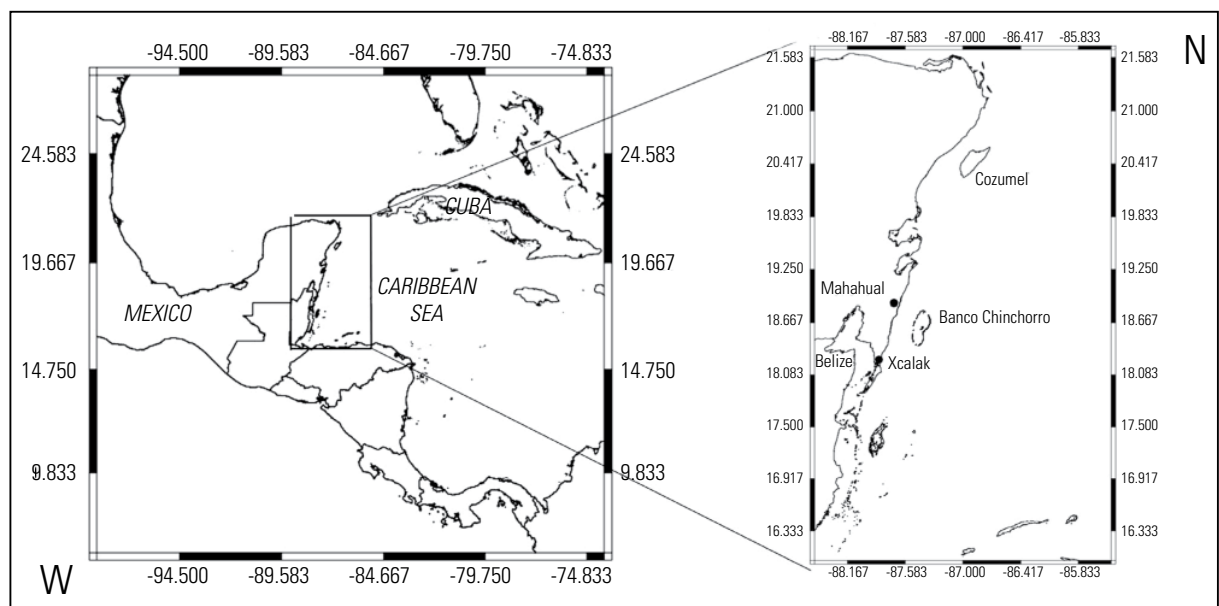 -94.500 -89.583 -84.667 -79.750 -74.833
24.583 24.583
CUBA
19.667 19.667
MEXICO
CARIBBEAN
SEA
14.750 14.750
9.833 9.833
-94.500 -89.583 -84.667 -79.750 -74.833
W
N
-88.167 -87.583 -87.000 -86.417 -85.833
21.583 21.583
21.000 21.000
20.417 20.417
Cozumel
19.833 19.833
19.250 19.250
Mahahual
Banco Chinchorro
18.667 18.667
Belize
Xcalak
18.083 18.083
17.500 17.500
16.917 16.917
16.333 16.333
-88.167 -87.583 -87.000 -86.417 -85.833